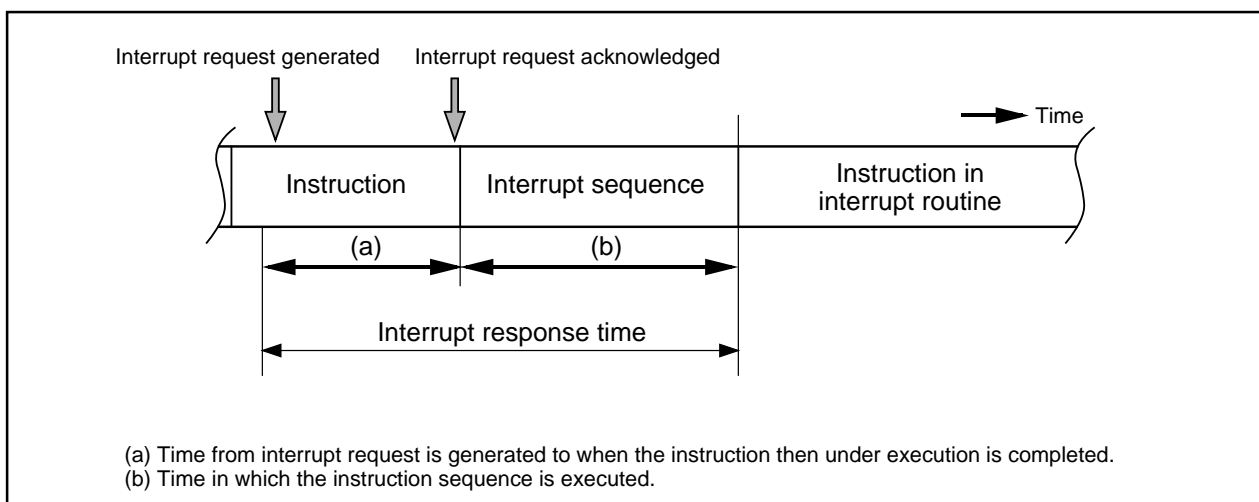 Interrupt request generated
Interrupt request acknowledged
Time
Instruction
Interrupt sequence
Instruction in
interrupt routine
(a)
(b)
Interrupt response time
(a) Time from interrupt request is generated to when the instruction then under execution is completed.
(b) Time in which the instruction sequence is executed.